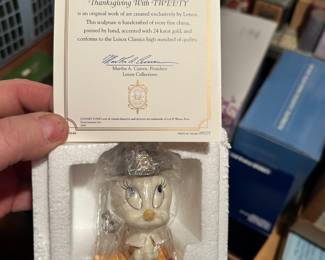 Thanksgiving With TWEETY
is an original work of art created exclusively by Lenox.
This sculpture is handcrafted of ivory fine china,
painted by hand, accented with 24 karat gold, and
conforms to the Lenox Classics high standard of quality.
Martha A. Curren, President
Lenox Collections